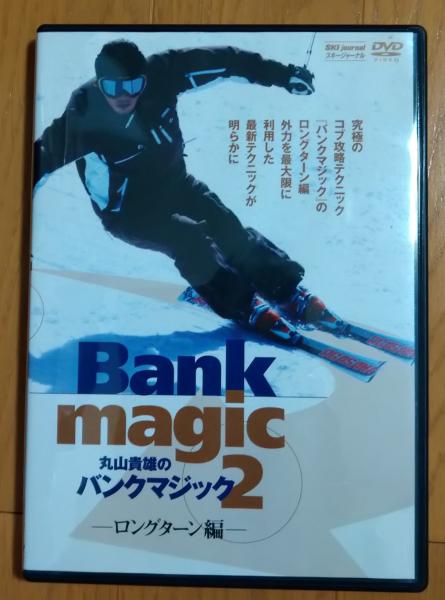 SKI journal
スキージャーナル
DVD
VIDEO
究極の
コブ攻略テクニック
「バンクマジック」の
ロングターン編
外力を最大限に
利用した
最新テクニックが
明らかに
Bank
magic
丸山貴雄の
バンクマジック2
―ロングターン編―